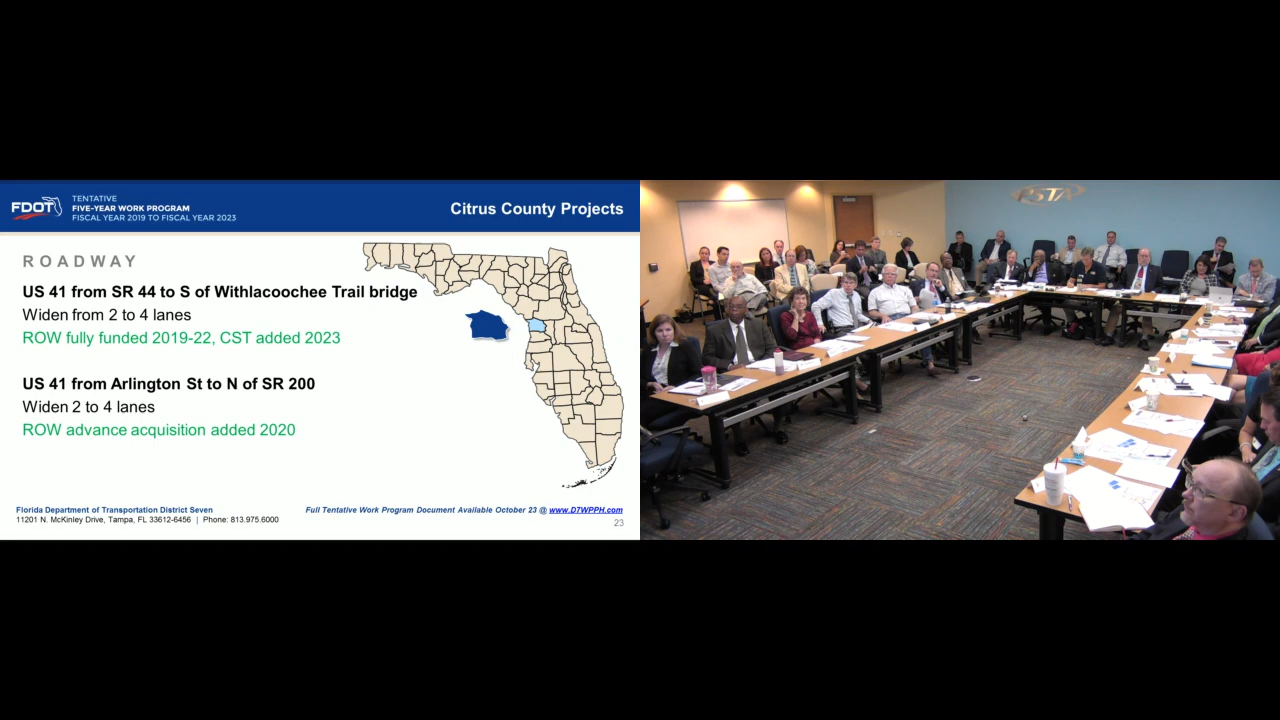 FDOT
TENTATIVE
FIVE-YEAR WORK PROGRAM
FISCAL YEAR 2019 TO FISCAL YEAR 2023
Citrus County Projects
ROADWAY
US 41 from SR 44 to S of Withlacoochee Trail bridge
Widen from 2 to 4 lanes
ROW fully funded 2019-22, CST added 2023
US 41 from Arlington St to N of SR 200
Widen 2 to 4 lanes
ROW advance acquisition added 2020
Florida Department of Transportation District Seven
11201 N. McKinley Drive, Tampa, FL 33612-6456 | Phone: 813.975.6000
Full Tentative Work Program Document Available October 23 @ www.D7WPPH.com
23
PSTA